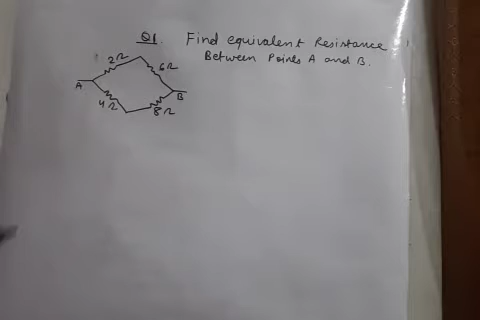 Q1. Find equivalent Resistance
Between Points A and B.
2Ω
6Ω
A
B
4Ω
8Ω